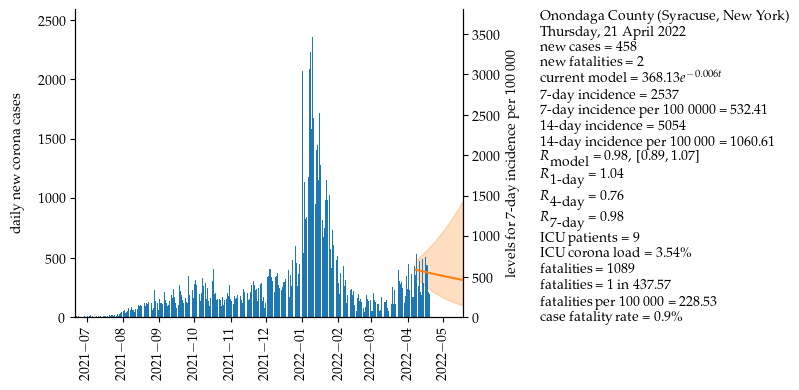 Onondaga County (Syracuse, New York)
Thursday, 21 April 2022
new cases = 458
new fatalities = 2
current model = 368.13e^{−0.006t}
7-day incidence = 2537
7-day incidence per 100 0000 = 532.41
14-day incidence = 5054
14-day incidence per 100 000 = 1060.61
R_model = 0.98, [0.89, 1.07]
R_1-day = 1.04
R_4-day = 0.76
R_7-day = 0.98
ICU patients = 9
ICU corona load = 3.54%
fatalities = 1089
fatalities = 1 in 437.57
fatalities per 100 000 = 228.53
case fatality rate = 0.9%
daily new corona cases
2500
2000
1500
1000
500
0
levels for 7-day incidence per 100 000
3500
3000
2500
2000
1500
1000
500
0
2021−07
2021−08
2021−09
2021−10
2021−11
2021−12
2022−01
2022−02
2022−03
2022−04
2022−05